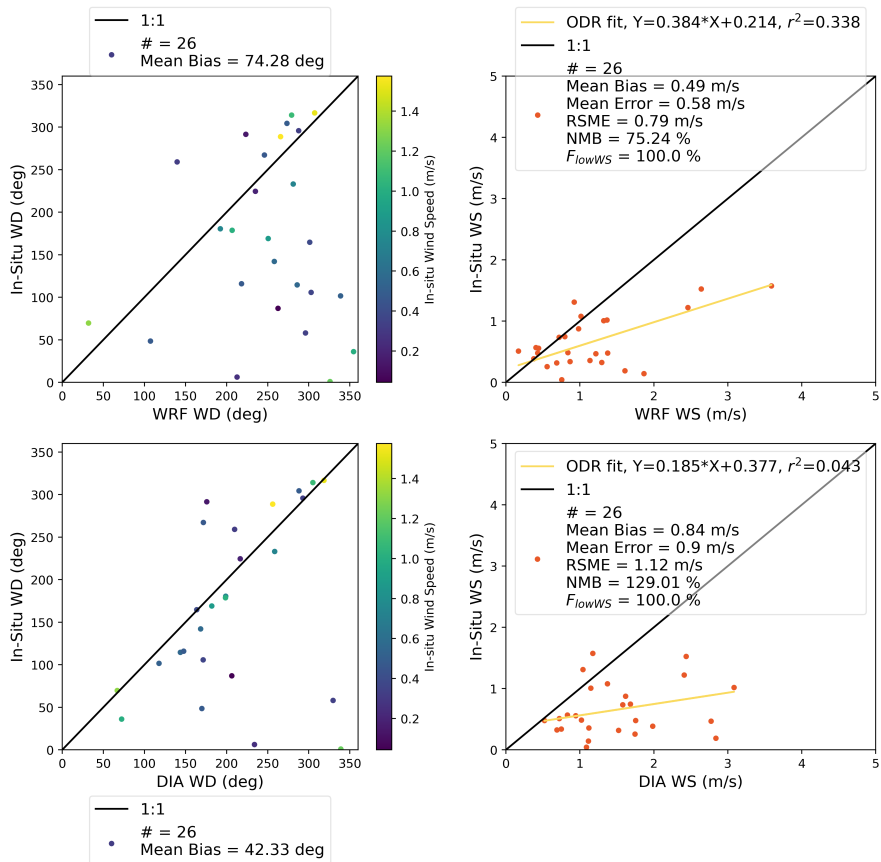 1:1
# = 26
Mean Bias = 74.28 deg
350
300
250
200
150
100
50
0
In-Situ WD (deg)
0 50 100 150 200 250 300 350
WRF WD (deg)
1.4
1.2
1.0
0.8
0.6
0.4
0.2
In-situ Wind Speed (m/s)
ODR fit, Y=0.384*X+0.214, r²=0.338
1:1
# = 26
Mean Bias = 0.49 m/s
Mean Error = 0.58 m/s
RSME = 0.79 m/s
NMB = 75.24 %
FlowWS = 100.0 %
5
4
3
2
1
0
In-Situ WS (m/s)
0 1 2 3 4 5
WRF WS (m/s)
350
300
250
200
150
100
50
0
In-Situ WD (deg)
0 50 100 150 200 250 300 350
DIA WD (deg)
1:1
# = 26
Mean Bias = 42.33 deg
1.4
1.2
1.0
0.8
0.6
0.4
0.2
In-situ Wind Speed (m/s)
ODR fit, Y=0.185*X+0.377, r²=0.043
1:1
# = 26
Mean Bias = 0.84 m/s
Mean Error = 0.9 m/s
RSME = 1.12 m/s
NMB = 129.01 %
FlowWS = 100.0 %
5
4
3
2
1
0
In-Situ WS (m/s)
0 1 2 3 4 5
DIA WS (m/s)